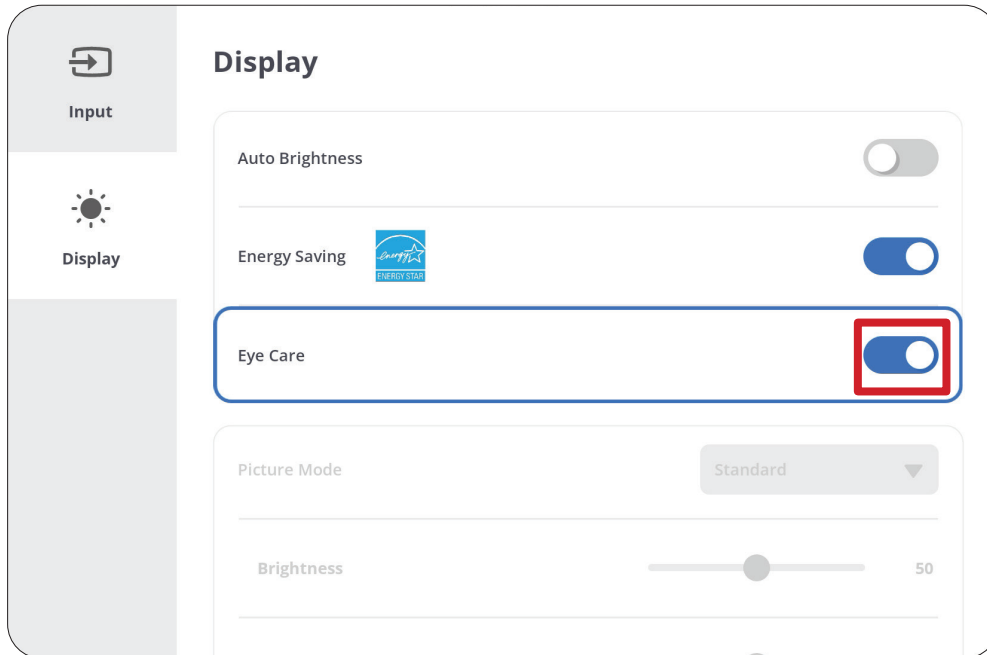 Input
Display
Display
Auto Brightness
Energy Saving
energy
ENERGY STAR
Eye Care
Picture Mode
Standard
Brightness
50